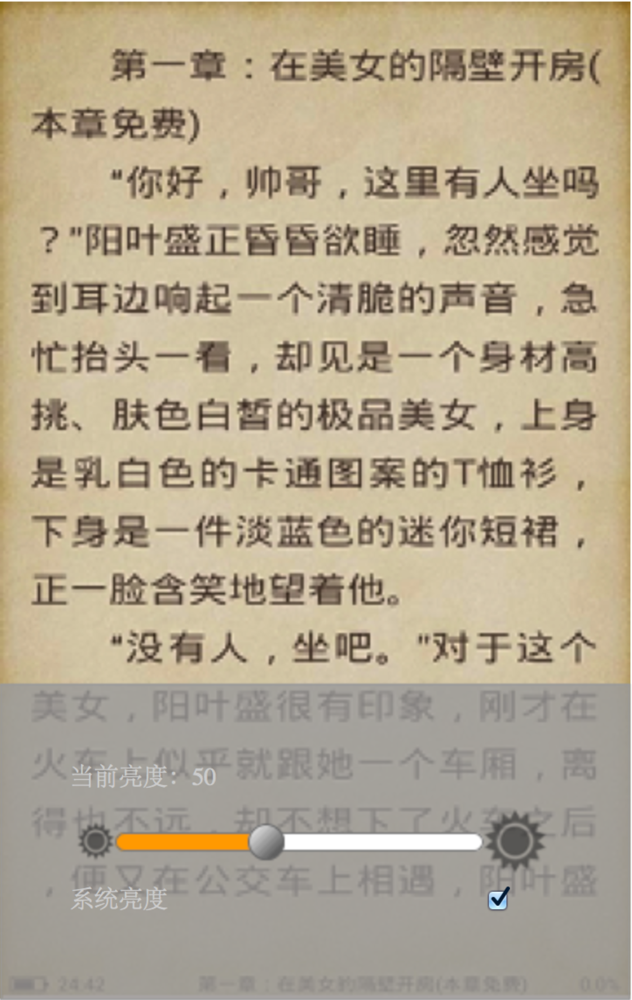 第一章：在美女的隔壁开房(
本章免费)
“你好，帅哥，这里有人坐吗
？”阳叶盛正昏昏欲睡，忽然感觉
到耳边响起一个清脆的声音，急
忙抬头一看，却见是一个身材高
挑、肤色白皙的极品美女，上身
是乳白色的卡通图案的T恤衫，
下身是一件淡蓝色的迷你短裙，
正一脸含笑地望着他。
“没有人，坐吧。”对于这个
美女，阳叶盛很有印象，刚才在
火车上似乎就跟她一个车厢，离
当前亮度：50
得也不远，却不想下了火车之后
，便又在公交车上相遇，阳叶盛
系统亮度
24:42 第一章：在美女的隔壁开房(本章免费) 0.0%